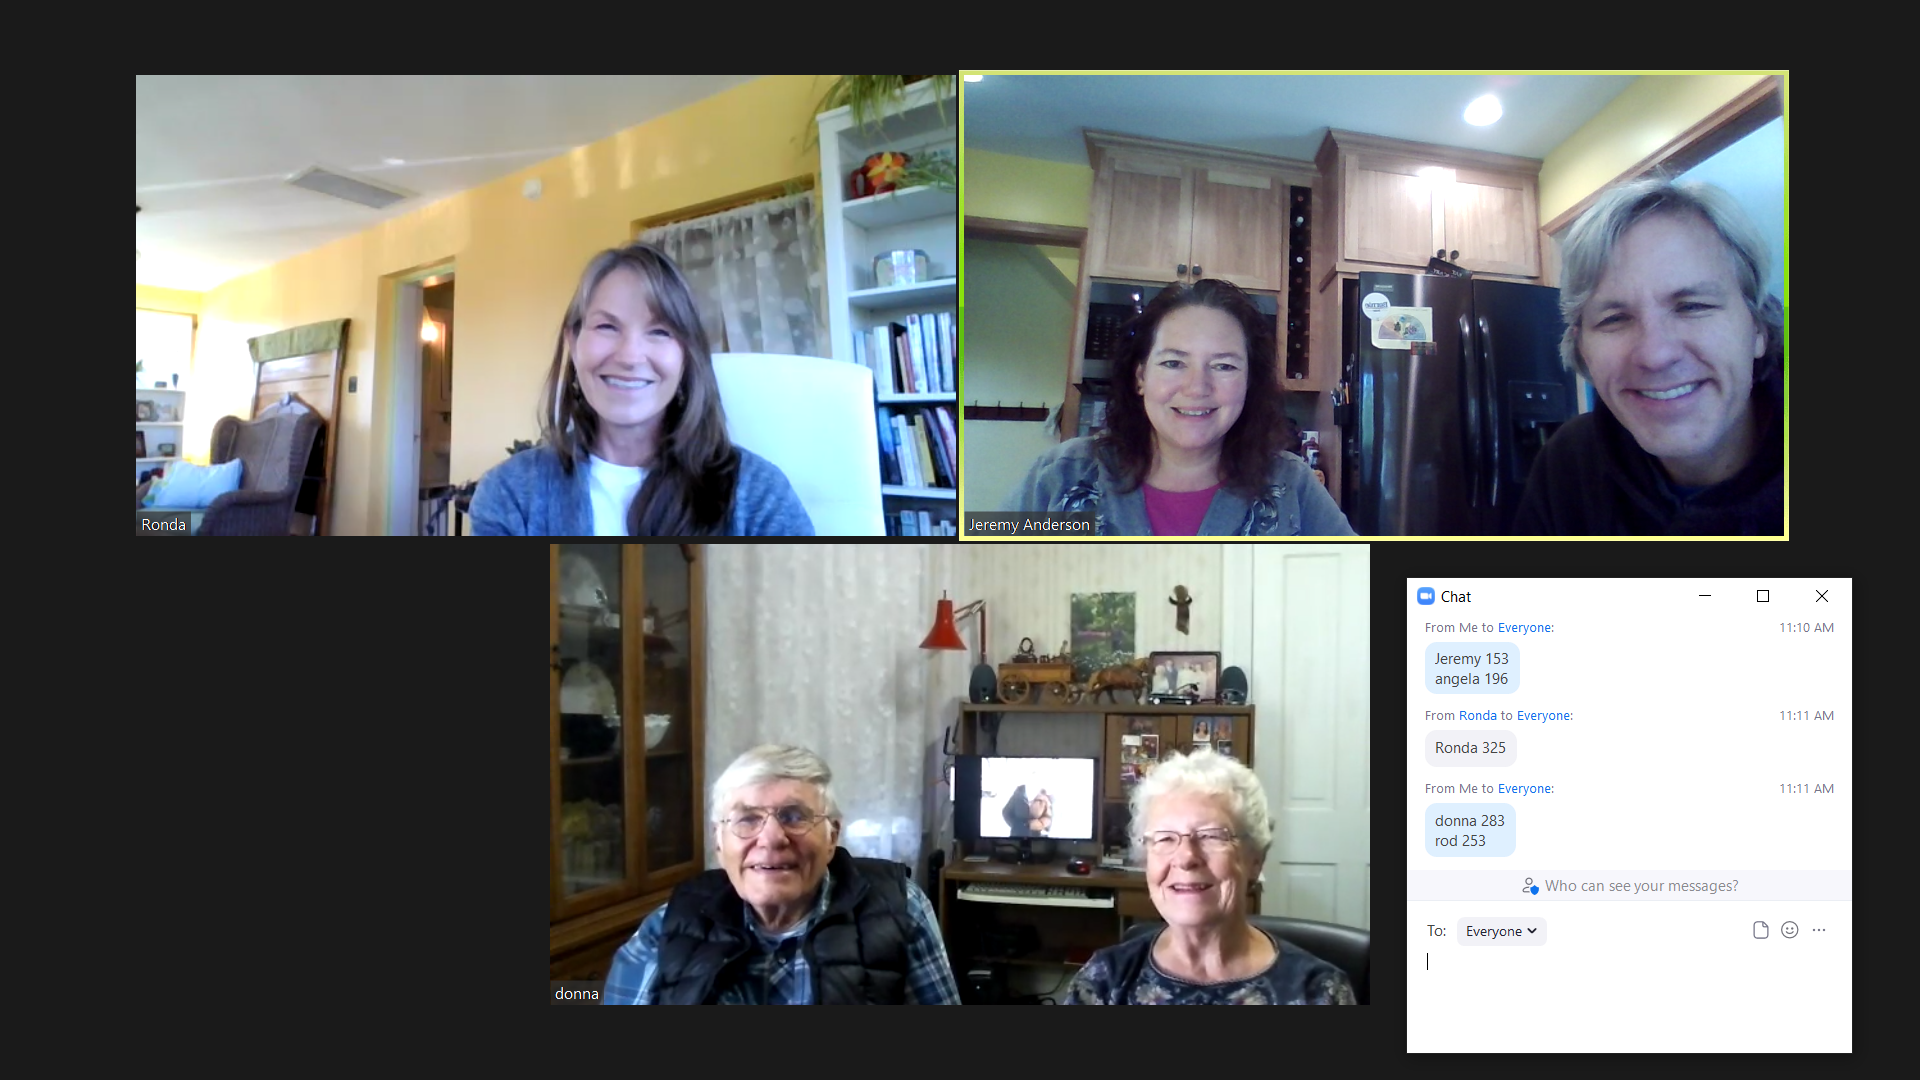 Ronda
Jeremy Anderson
donna
Chat
From Me to Everyone:
11:10 AM
Jeremy 153
angela 196
From Ronda to Everyone:
11:11 AM
Ronda 325
From Me to Everyone:
11:11 AM
donna 283
rod 253
Who can see your messages?
To: Everyone